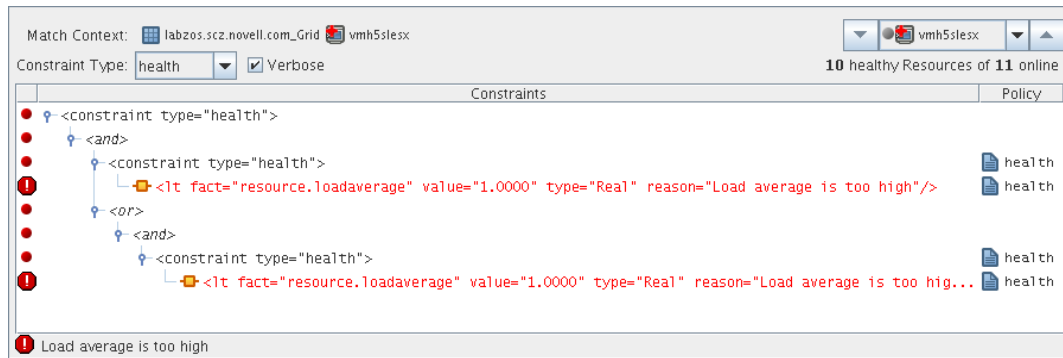 Match Context: labzos.scz.novell.com_Grid vmh5slesx vmh5slesx
Constraint Type: health Verbose 10 healthy Resources of 11 online
Constraints Policy
<constraint type="health">
<and>
<constraint type="health"> health
<lt fact="resource.loadaverage" value="1.0000" type="Real" reason="Load average is too high"/> health
<or>
<and>
<constraint type="health"> health
<lt fact="resource.loadaverage" value="1.0000" type="Real" reason="Load average is too hig... health
Load average is too high